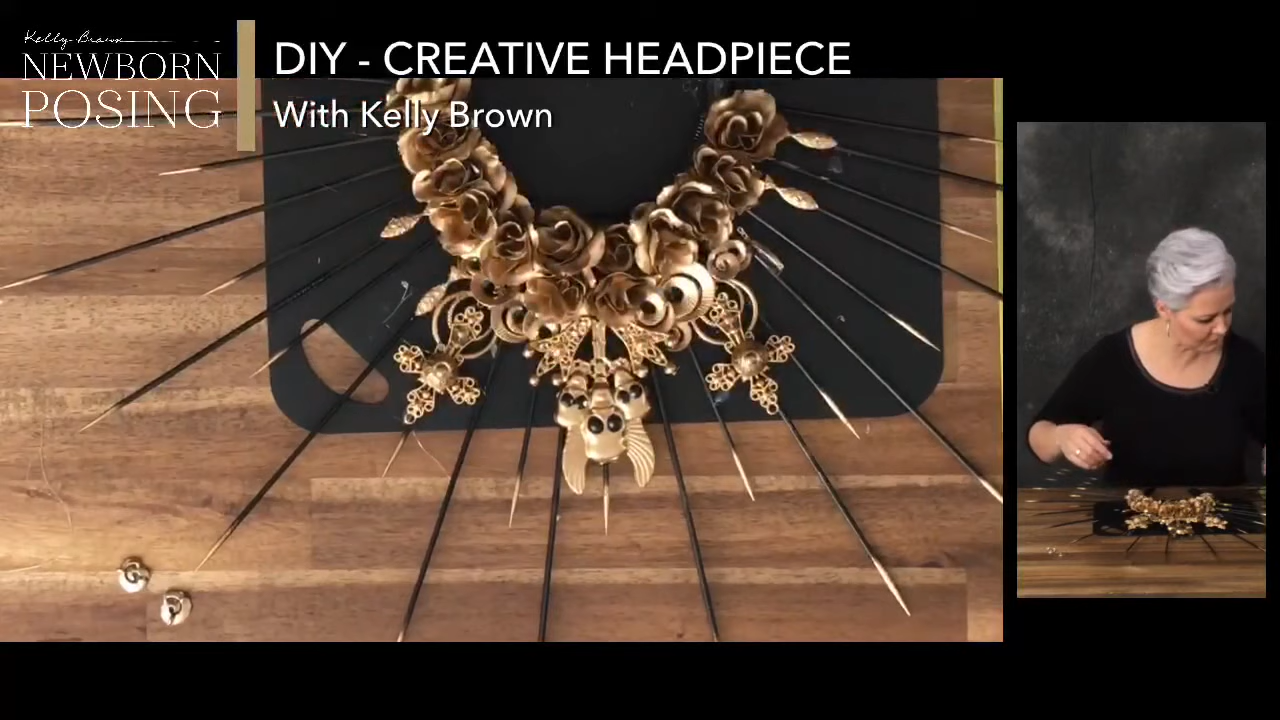 Kelly Brown
NEWBORN
POSING
DIY - CREATIVE HEADPIECE
With Kelly Brown